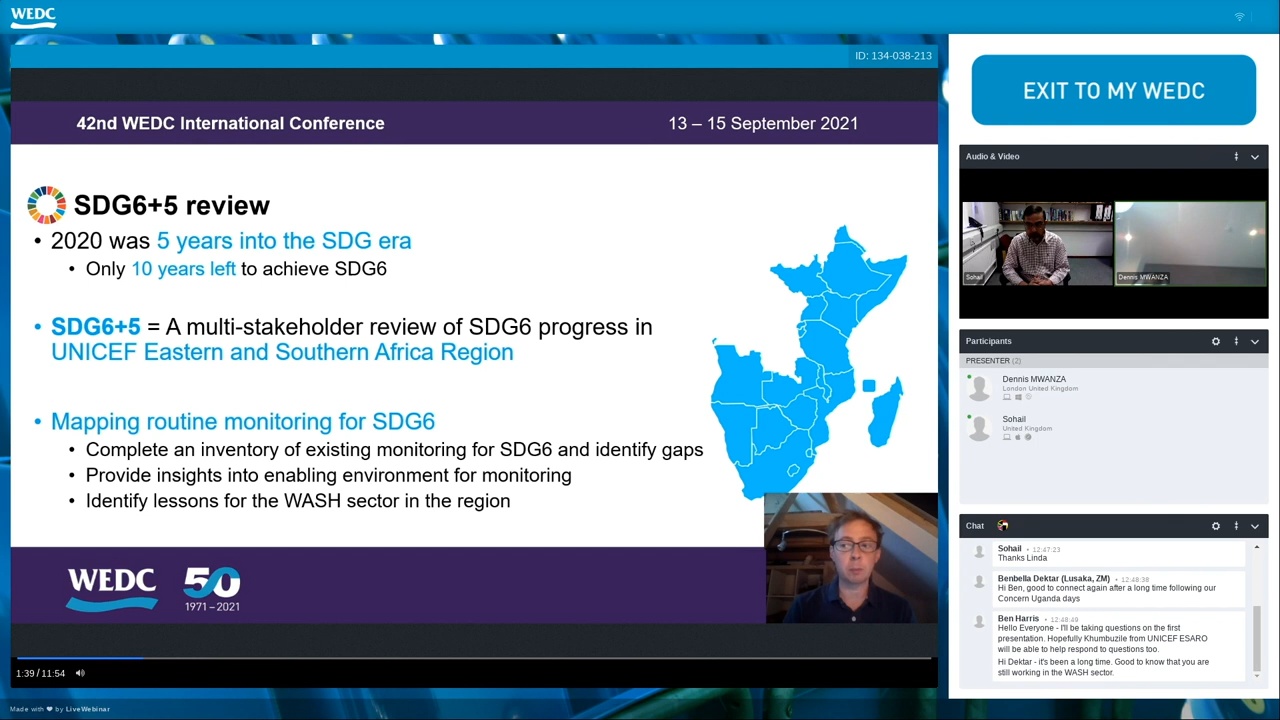 WEDC
ID: 134-038-213
42nd WEDC International Conference
13 – 15 September 2021
SDG6+5 review
• 2020 was 5 years into the SDG era
• Only 10 years left to achieve SDG6
• SDG6+5 = A multi-stakeholder review of SDG6 progress in
UNICEF Eastern and Southern Africa Region
• Mapping routine monitoring for SDG6
• Complete an inventory of existing monitoring for SDG6 and identify gaps
• Provide insights into enabling environment for monitoring
• Identify lessons for the WASH sector in the region
WEDC
50
1971–2021
1:39 / 11:54
Made with ❤ by LiveWebinar
EXIT TO MY WEDC
Audio & Video
Sohail
Dennis MWANZA
Participants
PRESENTER (2)
Dennis MWANZA
London United Kingdom
Sohail
United Kingdom
Chat
Sohail • 12:47:23
Thanks Linda
Benbella Dektar (Lusaka, ZM) • 12:48:38
Hi Ben, good to connect again after a long time following our
Concern Uganda days
Ben Harris • 12:48:49
Hello Everyone - I'll be taking questions on the first
presentation. Hopefully Khumbuzile from UNICEF ESARO
will be able to help respond to questions too.
Hi Dektar - it's been a long time. Good to know that you are
still working in the WASH sector.